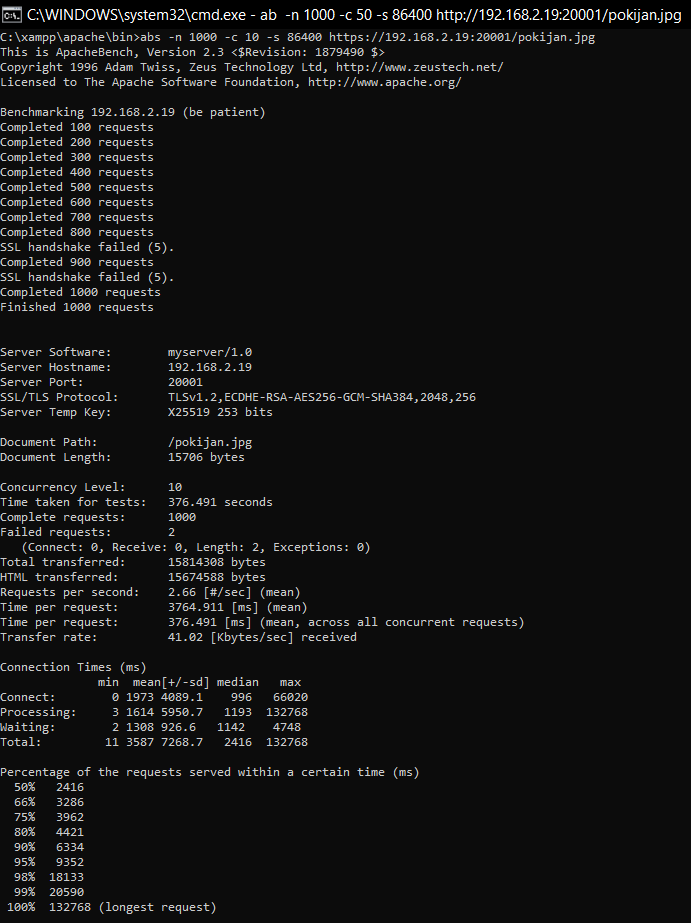 C:\WINDOWS\system32\cmd.exe - ab  -n 1000 -c 50 -s 86400 http://192.168.2.19:20001/pokijan.jpg
C:\xampp\apache\bin>abs -n 1000 -c 10 -s 86400 https://192.168.2.19:20001/pokijan.jpg
This is ApacheBench, Version 2.3 <$Revision: 1879490 $>
Copyright 1996 Adam Twiss, Zeus Technology Ltd, http://www.zeustech.net/
Licensed to The Apache Software Foundation, http://www.apache.org/

Benchmarking 192.168.2.19 (be patient)
Completed 100 requests
Completed 200 requests
Completed 300 requests
Completed 400 requests
Completed 500 requests
Completed 600 requests
Completed 700 requests
Completed 800 requests
SSL handshake failed (5).
Completed 900 requests
SSL handshake failed (5).
Completed 1000 requests
Finished 1000 requests


Server Software:        myserver/1.0
Server Hostname:        192.168.2.19
Server Port:            20001
SSL/TLS Protocol:       TLSv1.2,ECDHE-RSA-AES256-GCM-SHA384,2048,256
Server Temp Key:        X25519 253 bits

Document Path:          /pokijan.jpg
Document Length:        15706 bytes

Concurrency Level:      10
Time taken for tests:   376.491 seconds
Complete requests:      1000
Failed requests:        2
   (Connect: 0, Receive: 0, Length: 2, Exceptions: 0)
Total transferred:      15814308 bytes
HTML transferred:       15674588 bytes
Requests per second:    2.66 [#/sec] (mean)
Time per request:       3764.911 [ms] (mean)
Time per request:       376.491 [ms] (mean, across all concurrent requests)
Transfer rate:          41.02 [Kbytes/sec] received

Connection Times (ms)
              min  mean[+/-sd] median   max
Connect:        0 1973 4089.1    996   66020
Processing:     3 1614 5950.7   1193  132768
Waiting:        2 1308 926.6   1142    4748
Total:         11 3587 7268.7   2416  132768

Percentage of the requests served within a certain time (ms)
  50%   2416
  66%   3286
  75%   3962
  80%   4421
  90%   6334
  95%   9352
  98%  18133
  99%  20590
 100%  132768 (longest request)